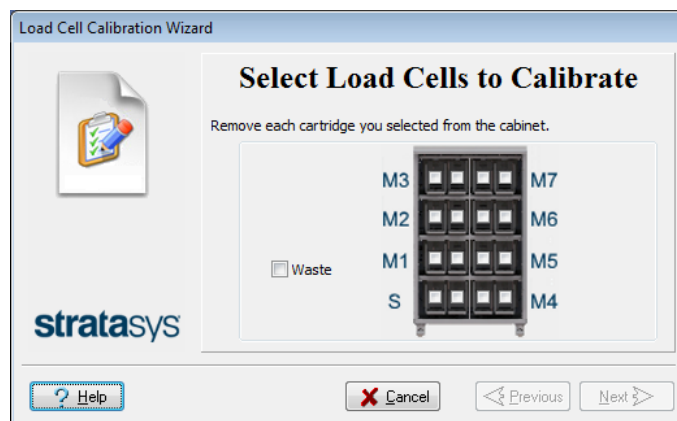 Load Cell Calibration Wizard
Select Load Cells to Calibrate
Remove each cartridge you selected from the cabinet.
M3 M7
M2 M6
Waste M1 M5
S M4
stratasys
? Help Cancel Previous Next